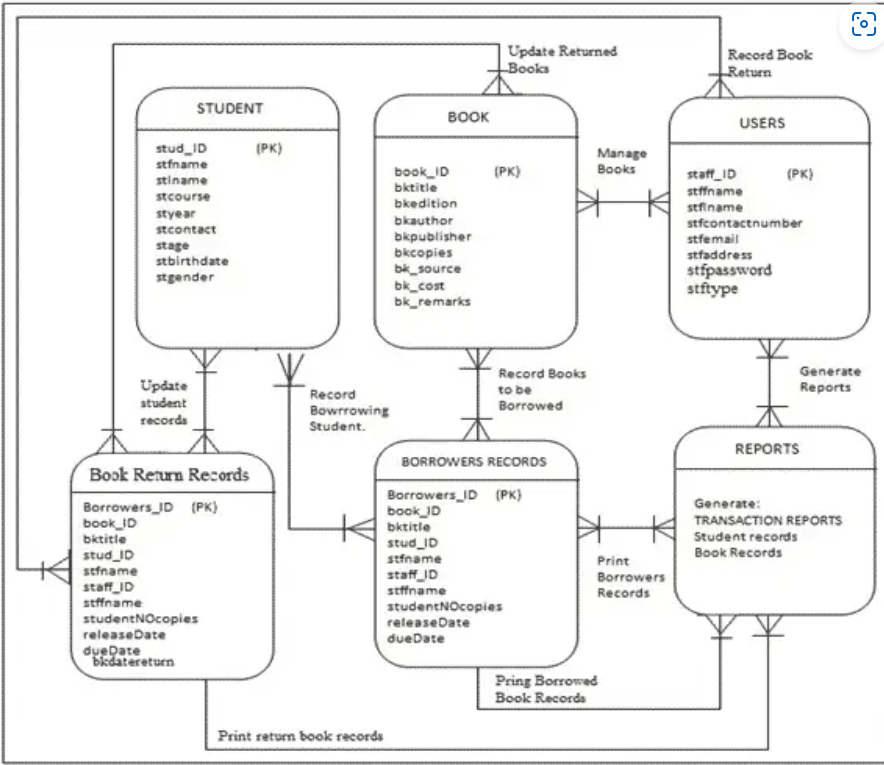 Update Returned
Books
Record Book
Return
STUDENT
stud_ID (PK)
stfname
stlname
stcourse
styear
stcontact
stage
stbirthdate
stgender
BOOK
book_ID (PK)
bktitle
bkedition
bkauthor
bkpublisher
bkcopies
bk_source
bk_cost
bk_remarks
Manage
Books
USERS
staff_ID (PK)
stffname
stflname
stfcontactnumber
stfemail
stfaddress
stfpassword
stftype
Update
student
records
Record
Bowrrowing
Student.
Record Books
to be
Borrowed
Generate
Reports
Book Return Records
Borrowers_ID (PK)
book_ID
bktitle
stud_ID
stfname
staff_ID
stffname
studentNOcopies
releaseDate
dueDate
bkdatereturn
BORROWERS RECORDS
Borrowers_ID (PK)
book_ID
bktitle
stud_ID
stfname
staff_ID
stffname
studentNOcopies
releaseDate
dueDate
Print
Borrowers
Records
REPORTS
Generate:
TRANSACTION REPORTS
Student records
Book Records
Pring Borrowed
Book Records
Print return book records